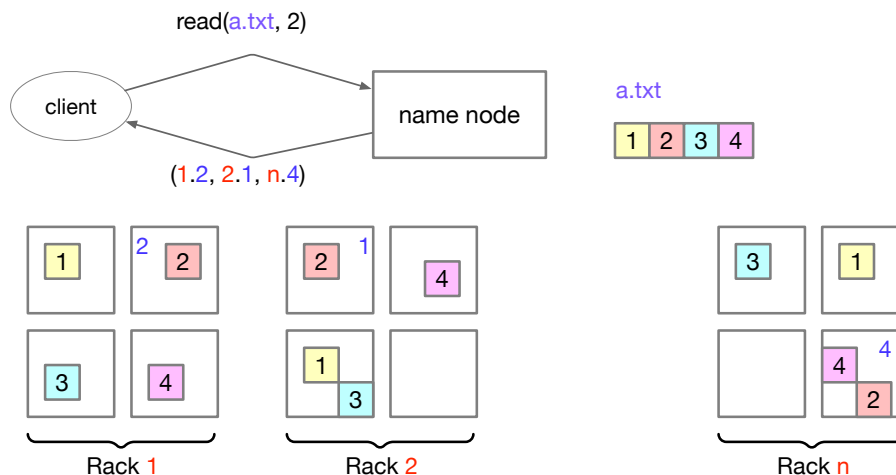 read(a.txt, 2)
client
name node
a.txt
1 2 3 4
(1.2, 2.1, n.4)
1 2 2
2 1 4
3 1
3 4
1 3
4 4 2
Rack 1
Rack 2
Rack n